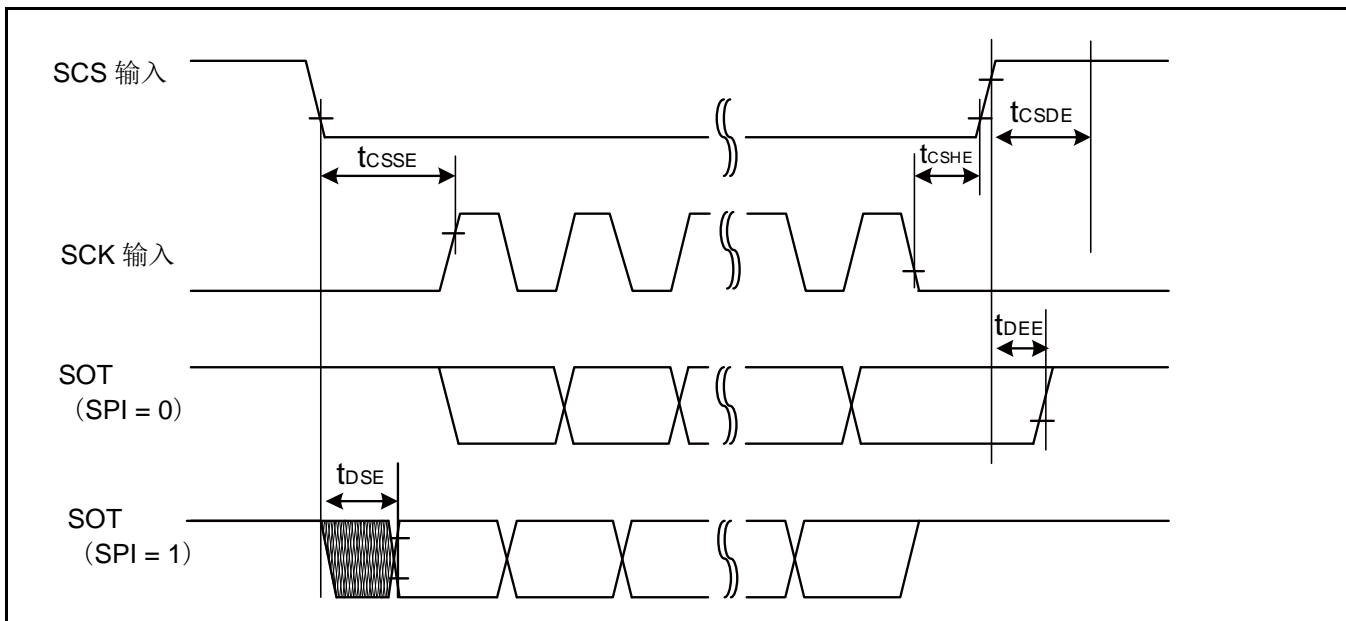 SCS 输入
tCSDE
tCSSE
tCSHE
SCK 输入
tDEE
SOT
（SPI = 0）
tDSE
SOT
（SPI = 1）